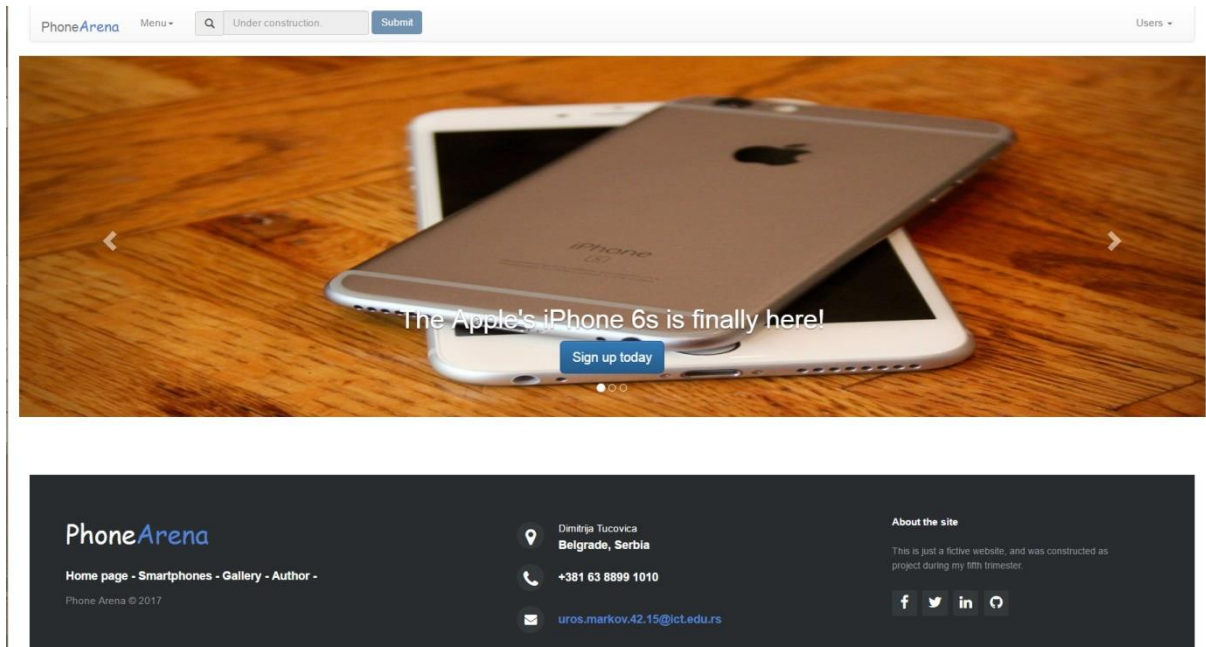 PhoneArena
Menu
Under construction.
Submit
Users
iPhone
S
The Apple's iPhone 6s is finally here!
Sign up today
PhoneArena
Home page - Smartphones - Gallery - Author -
Phone Arena © 2017
Dimitrija Tucovica
Belgrade, Serbia
+381 63 8899 1010
uros.markov.42.15@ict.edu.rs
About the site
This is just a fictive website, and was constructed as
project during my fifth trimester.